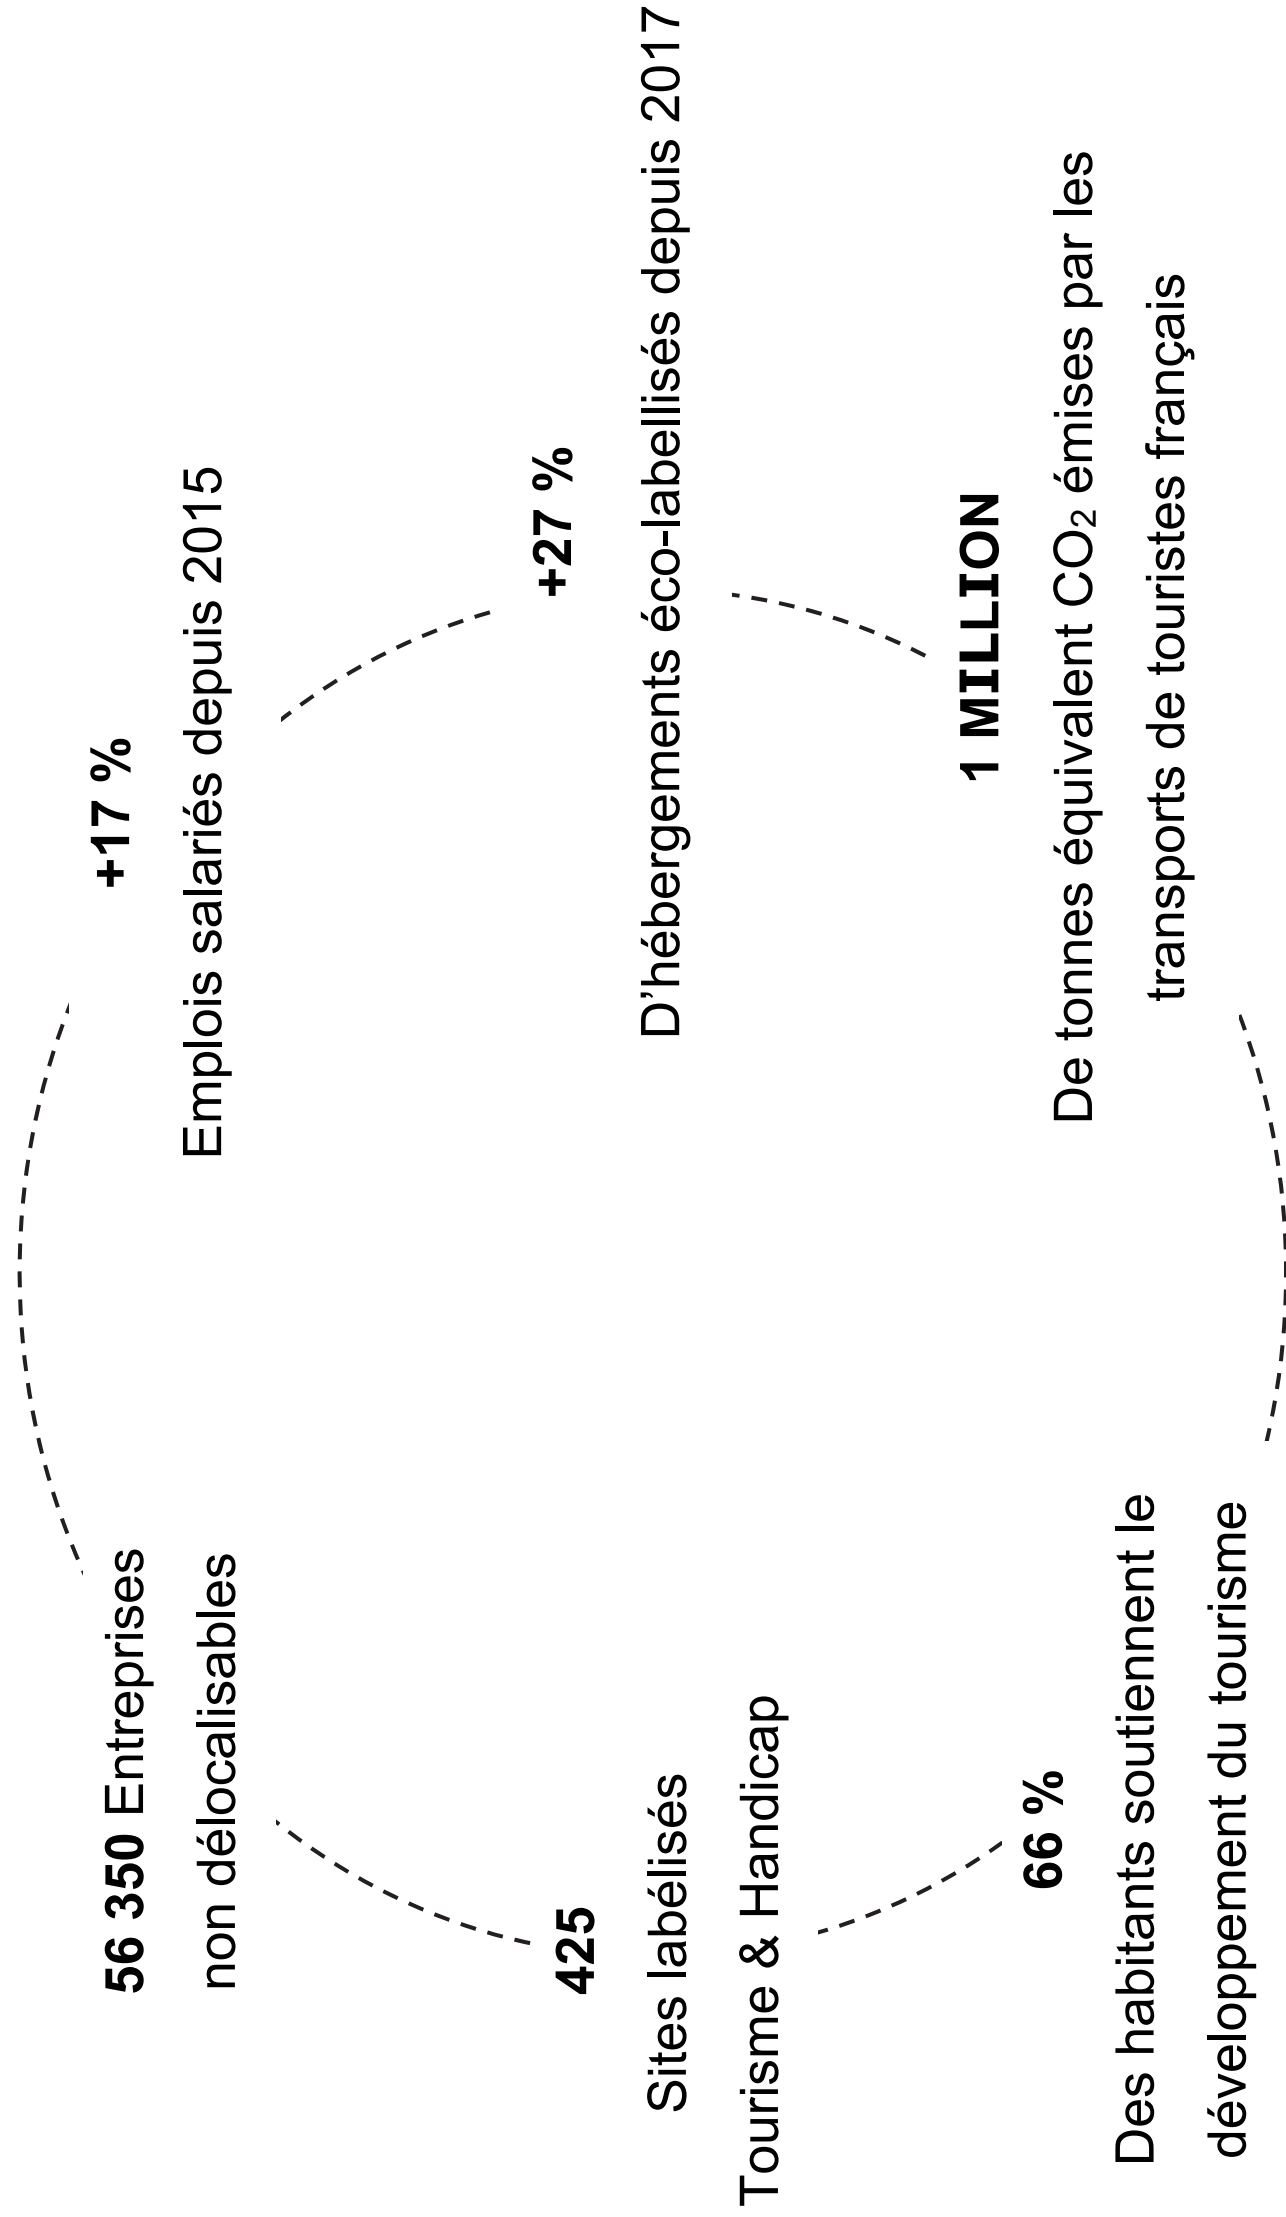 56 350 Entreprises
non délocalisables
+17 %
Emplois salariés depuis 2015
425
Sites labélisés
Tourisme & Handicap
+27 %
D’hébergements éco-labellisés depuis 2017
66 %
Des habitants soutiennent le
développement du tourisme
1 MILLION
De tonnes équivalent CO₂ émises par les
transports de touristes français